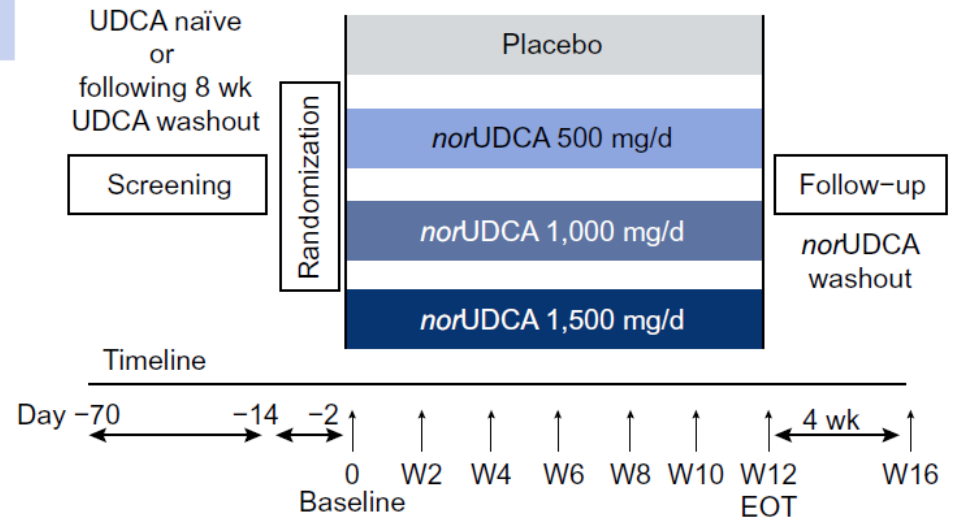 UDCA naïve
or
following 8 wk
UDCA washout
Screening
Randomization
Placebo
norUDCA 500 mg/d
norUDCA 1,000 mg/d
norUDCA 1,500 mg/d
Follow−up
norUDCA
washout
Timeline
Day −70 −14 −2 4 wk
0 W2 W4 W6 W8 W10 W12 W16
Baseline EOT